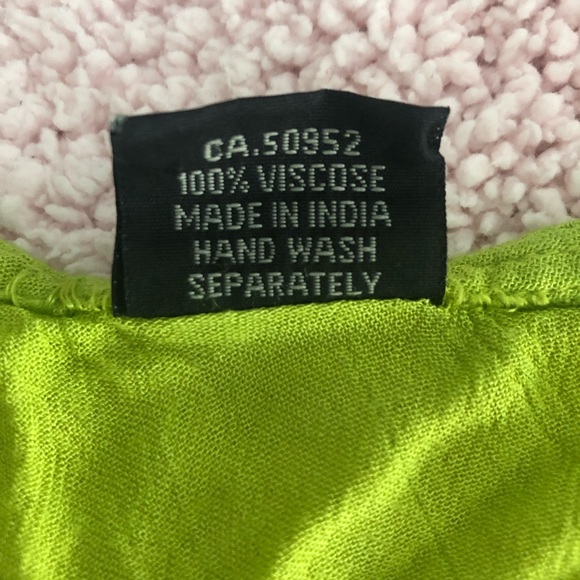 CA.50952
100% VISCOSE
MADE IN INDIA
HAND WASH
SEPARATELY